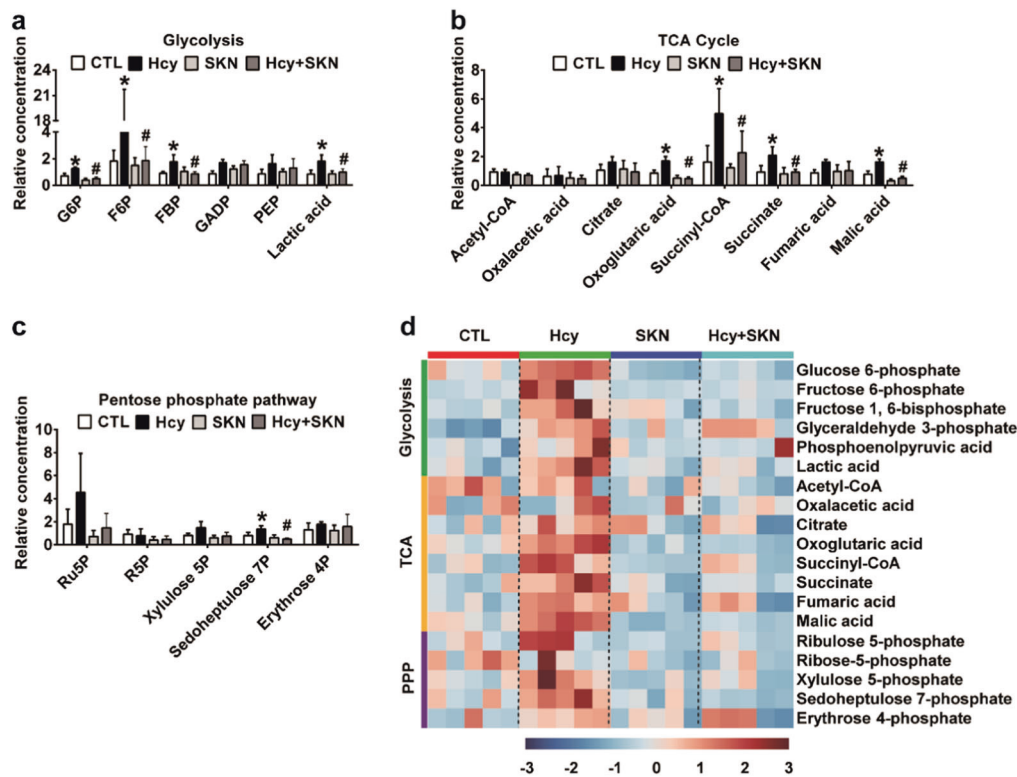 a
Glycolysis
CTL Hcy SKN Hcy+SKN
Relative concentration
24
21
18
4
2
0
* * # * # * #
G6P F6P FBP GADP PEP Lactic acid
b
TCA Cycle
CTL Hcy SKN Hcy+SKN
Relative concentration
8
6
4
2
0
* # * # * # * #
Acetyl-CoA Oxalacetic acid Citrate Oxoglutaric acid Succinyl-CoA Succinate Fumaric acid Malic acid
c
Pentose phosphate pathway
CTL Hcy SKN Hcy+SKN
Relative concentration
10
8
6
4
2
0
* #
Ru5P R5P Xylulose 5P Sedoheptulose 7P Erythrose 4P
d
CTL Hcy SKN Hcy+SKN
Glycolysis
TCA
PPP
Glucose 6-phosphate
Fructose 6-phosphate
Fructose 1, 6-bisphosphate
Glyceraldehyde 3-phosphate
Phosphoenolpyruvic acid
Lactic acid
Acetyl-CoA
Oxalacetic acid
Citrate
Oxoglutaric acid
Succinyl-CoA
Succinate
Fumaric acid
Malic acid
Ribulose 5-phosphate
Ribose-5-phosphate
Xylulose 5-phosphate
Sedoheptulose 7-phosphate
Erythrose 4-phosphate
-3 -2 -1 0 1 2 3